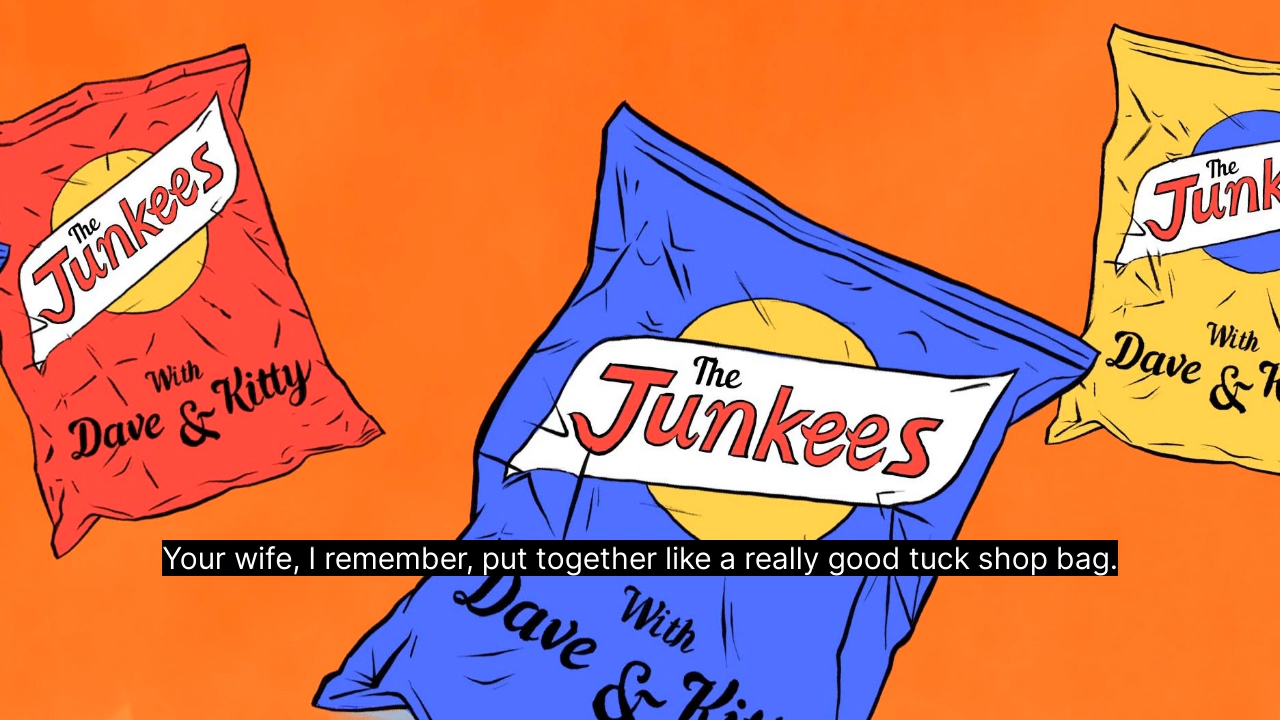 The
Junkees
With
Dave & Kitty
The
Junkees
With
Dave &
The
Junk
With
Dave &
Your wife, I remember, put together like a really good tuck shop bag.